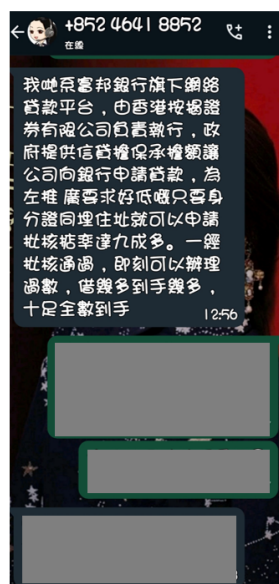 +852 4641 8852
在線
我哋系富邦銀行旗下網絡
貸款平台，由香港按揭證
券有限公司負責執行，政
府提供信貸擔保承擔額讓
公司向銀行申請貸款，為
左推廣要求好低嘅只要身
分證同埋住址就可以申請
批核機率達九成多。一經
批核通過，即刻可以辦理
過數，借幾多到手幾多，
十足全數到手
12:56